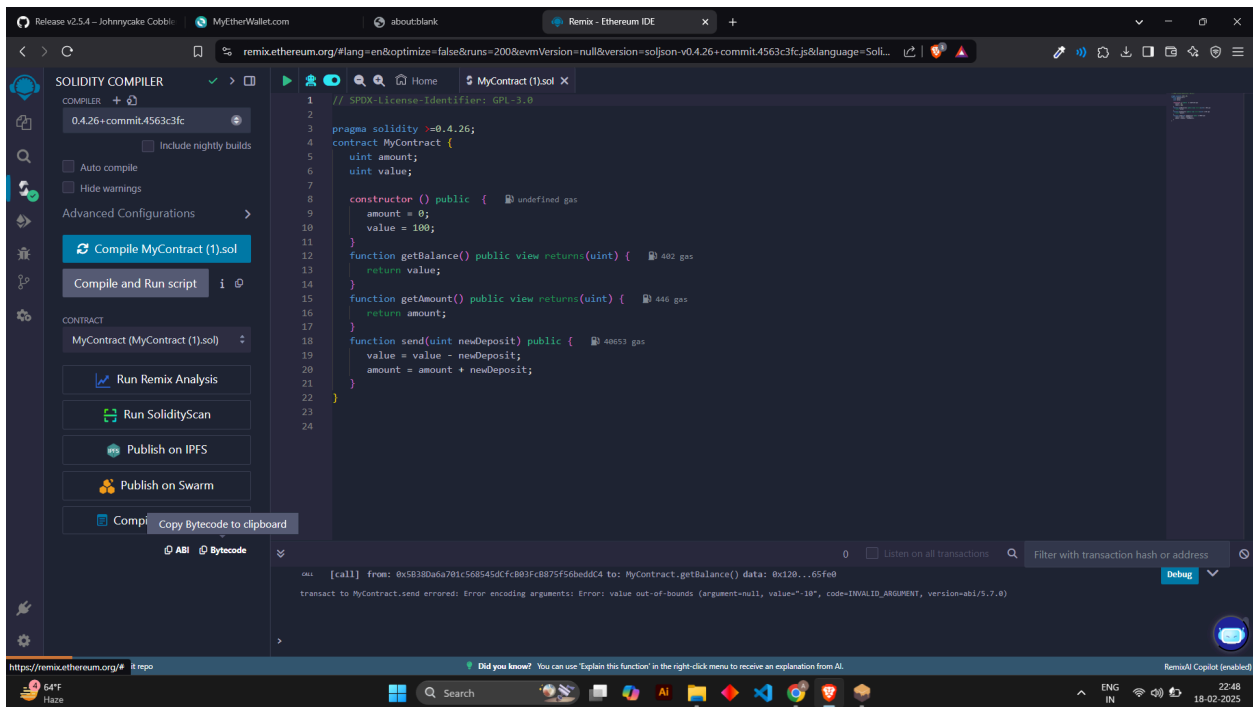 Release v2.5.4 – Johnnycake Cobble
MyEtherWallet.com
about:blank
Remix - Ethereum IDE
remix.ethereum.org/#lang=en&optimize=false&runs=200&evmVersion=null&version=soljson-v0.4.26+commit.4563c3fc.js&language=Soli...
SOLIDITY COMPILER
COMPILER
0.4.26+commit.4563c3fc
Include nightly builds
Auto compile
Hide warnings
Advanced Configurations
Compile MyContract (1).sol
Compile and Run script
CONTRACT
MyContract (MyContract (1).sol)
Run Remix Analysis
Run SolidityScan
Publish on IPFS
Publish on Swarm
Compi
Copy Bytecode to clipboard
ABI Bytecode
Home
MyContract (1).sol
1 // SPDX-License-Identifier: GPL-3.0
2
3 pragma solidity >=0.4.26;
4 contract MyContract {
5 uint amount;
6 uint value;
7
8 constructor () public { undefined gas
9 amount = 0;
10 value = 100;
11 }
12 function getBalance() public view returns(uint) { 402 gas
13 return value;
14 }
15 function getAmount() public view returns(uint) { 446 gas
16 return amount;
17 }
18 function send(uint newDeposit) public { 40653 gas
19 value = value - newDeposit;
20 amount = amount + newDeposit;
21 }
22 }
23
24
0 Listen on all transactions Filter with transaction hash or address
CALL [call] from: 0x5B38Da6a701c568545dCfcB03FcB875f56beddC4 to: MyContract.getBalance() data: 0x120...65fe0 Debug
transact to MyContract.send errored: Error encoding arguments: Error: value out-of-bounds (argument=null, value="-10", code=INVALID_ARGUMENT, version=abi/5.7.0)
>
https://remix.ethereum.org/# it repo
Did you know? You can use 'Explain this function' in the right-click menu to receive an explanation from AI.
RemixAI Copilot (enabled)
4
64°F
Haze
Search
Ai
ENG
IN
22:48
18-02-2025